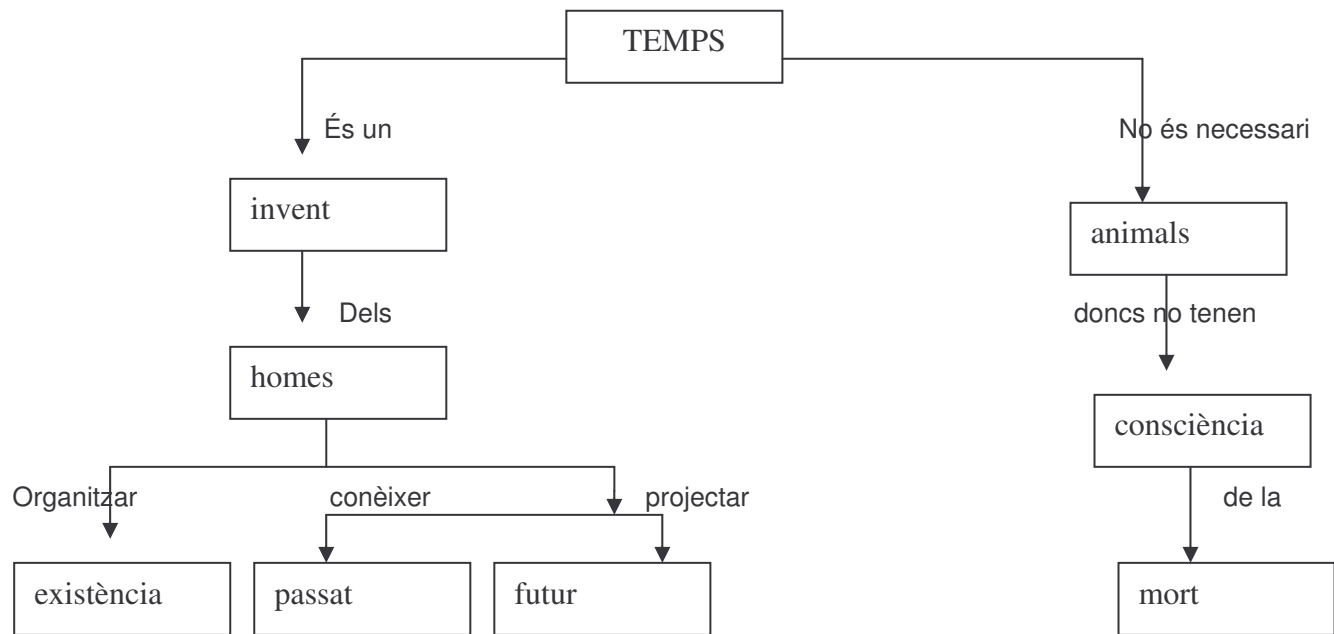 TEMPS
És un
No és necessari
invent
animals
Dels
doncs no tenen
homes
consciència
Organitzar
conèixer
projectar
de la
existència
passat
futur
mort